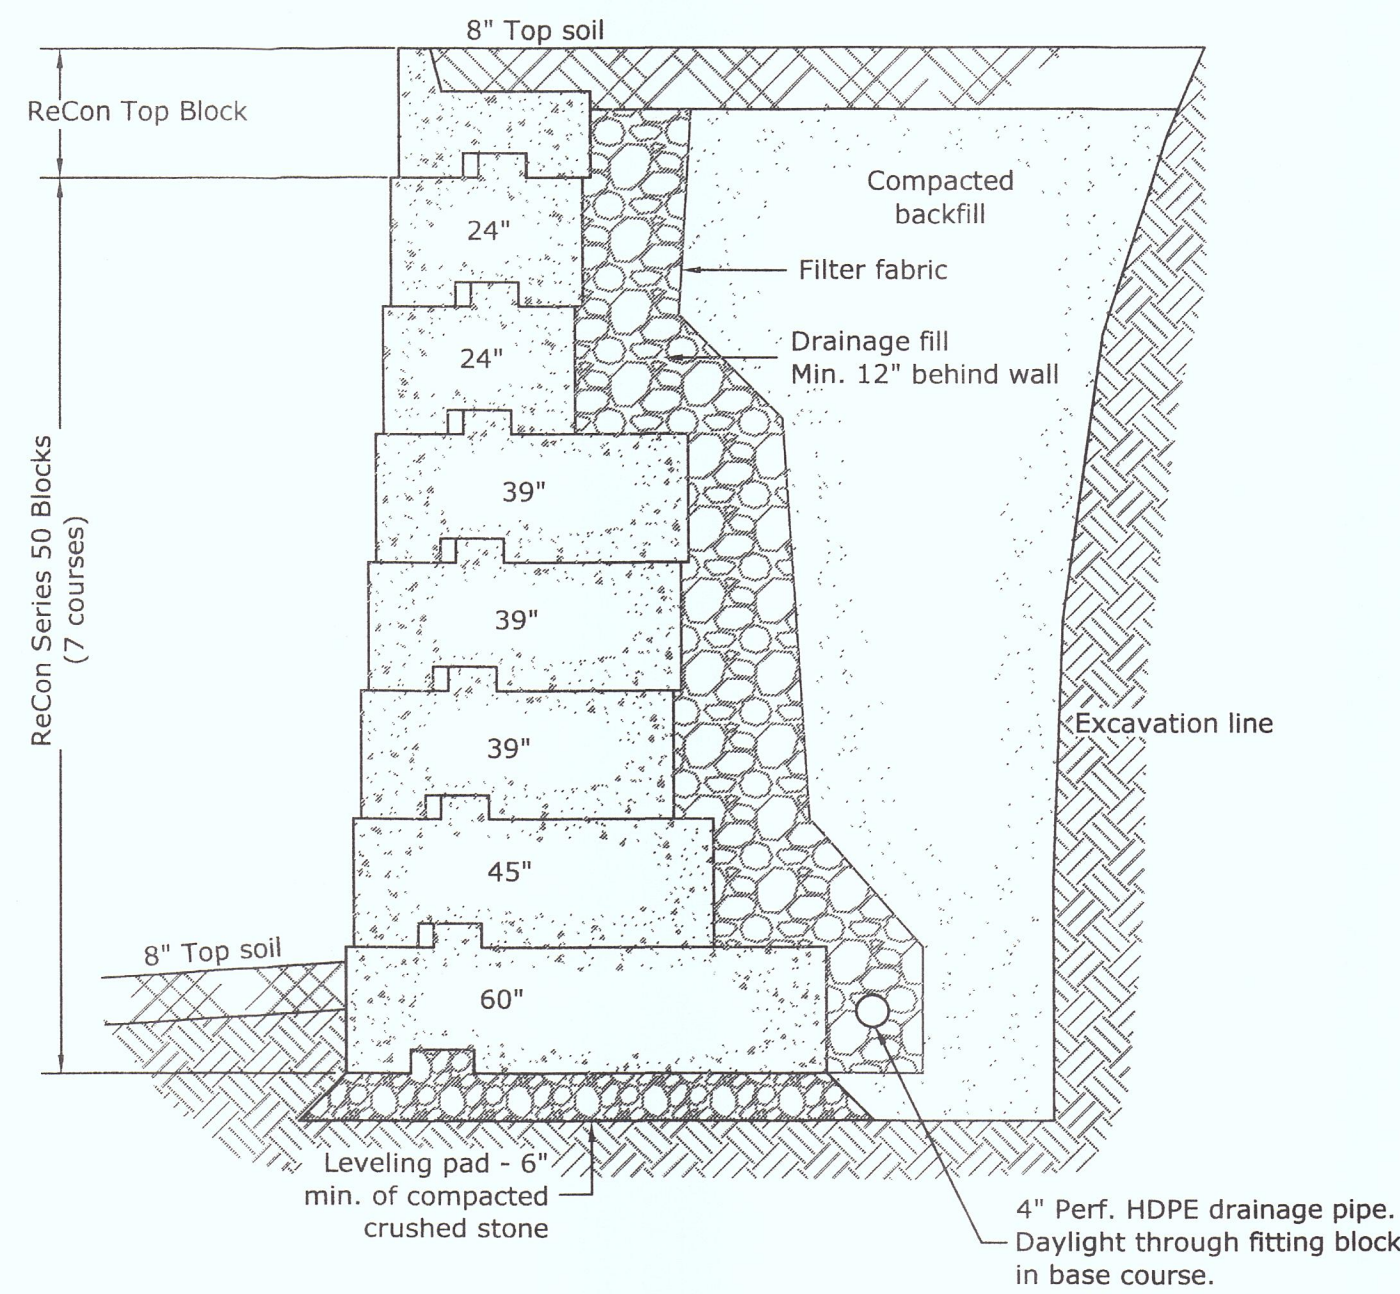 8" Top soil
ReCon Top Block
Compacted
backfill
24"
Filter fabric
Drainage fill
Min. 12" behind wall
24"
ReCon Series 50 Blocks
(7 courses)
39"
39"
Excavation line
39"
45"
8" Top soil
60"
Leveling pad - 6"
min. of compacted
crushed stone
4" Perf. HDPE drainage pipe.
Daylight through fitting block
in base course.